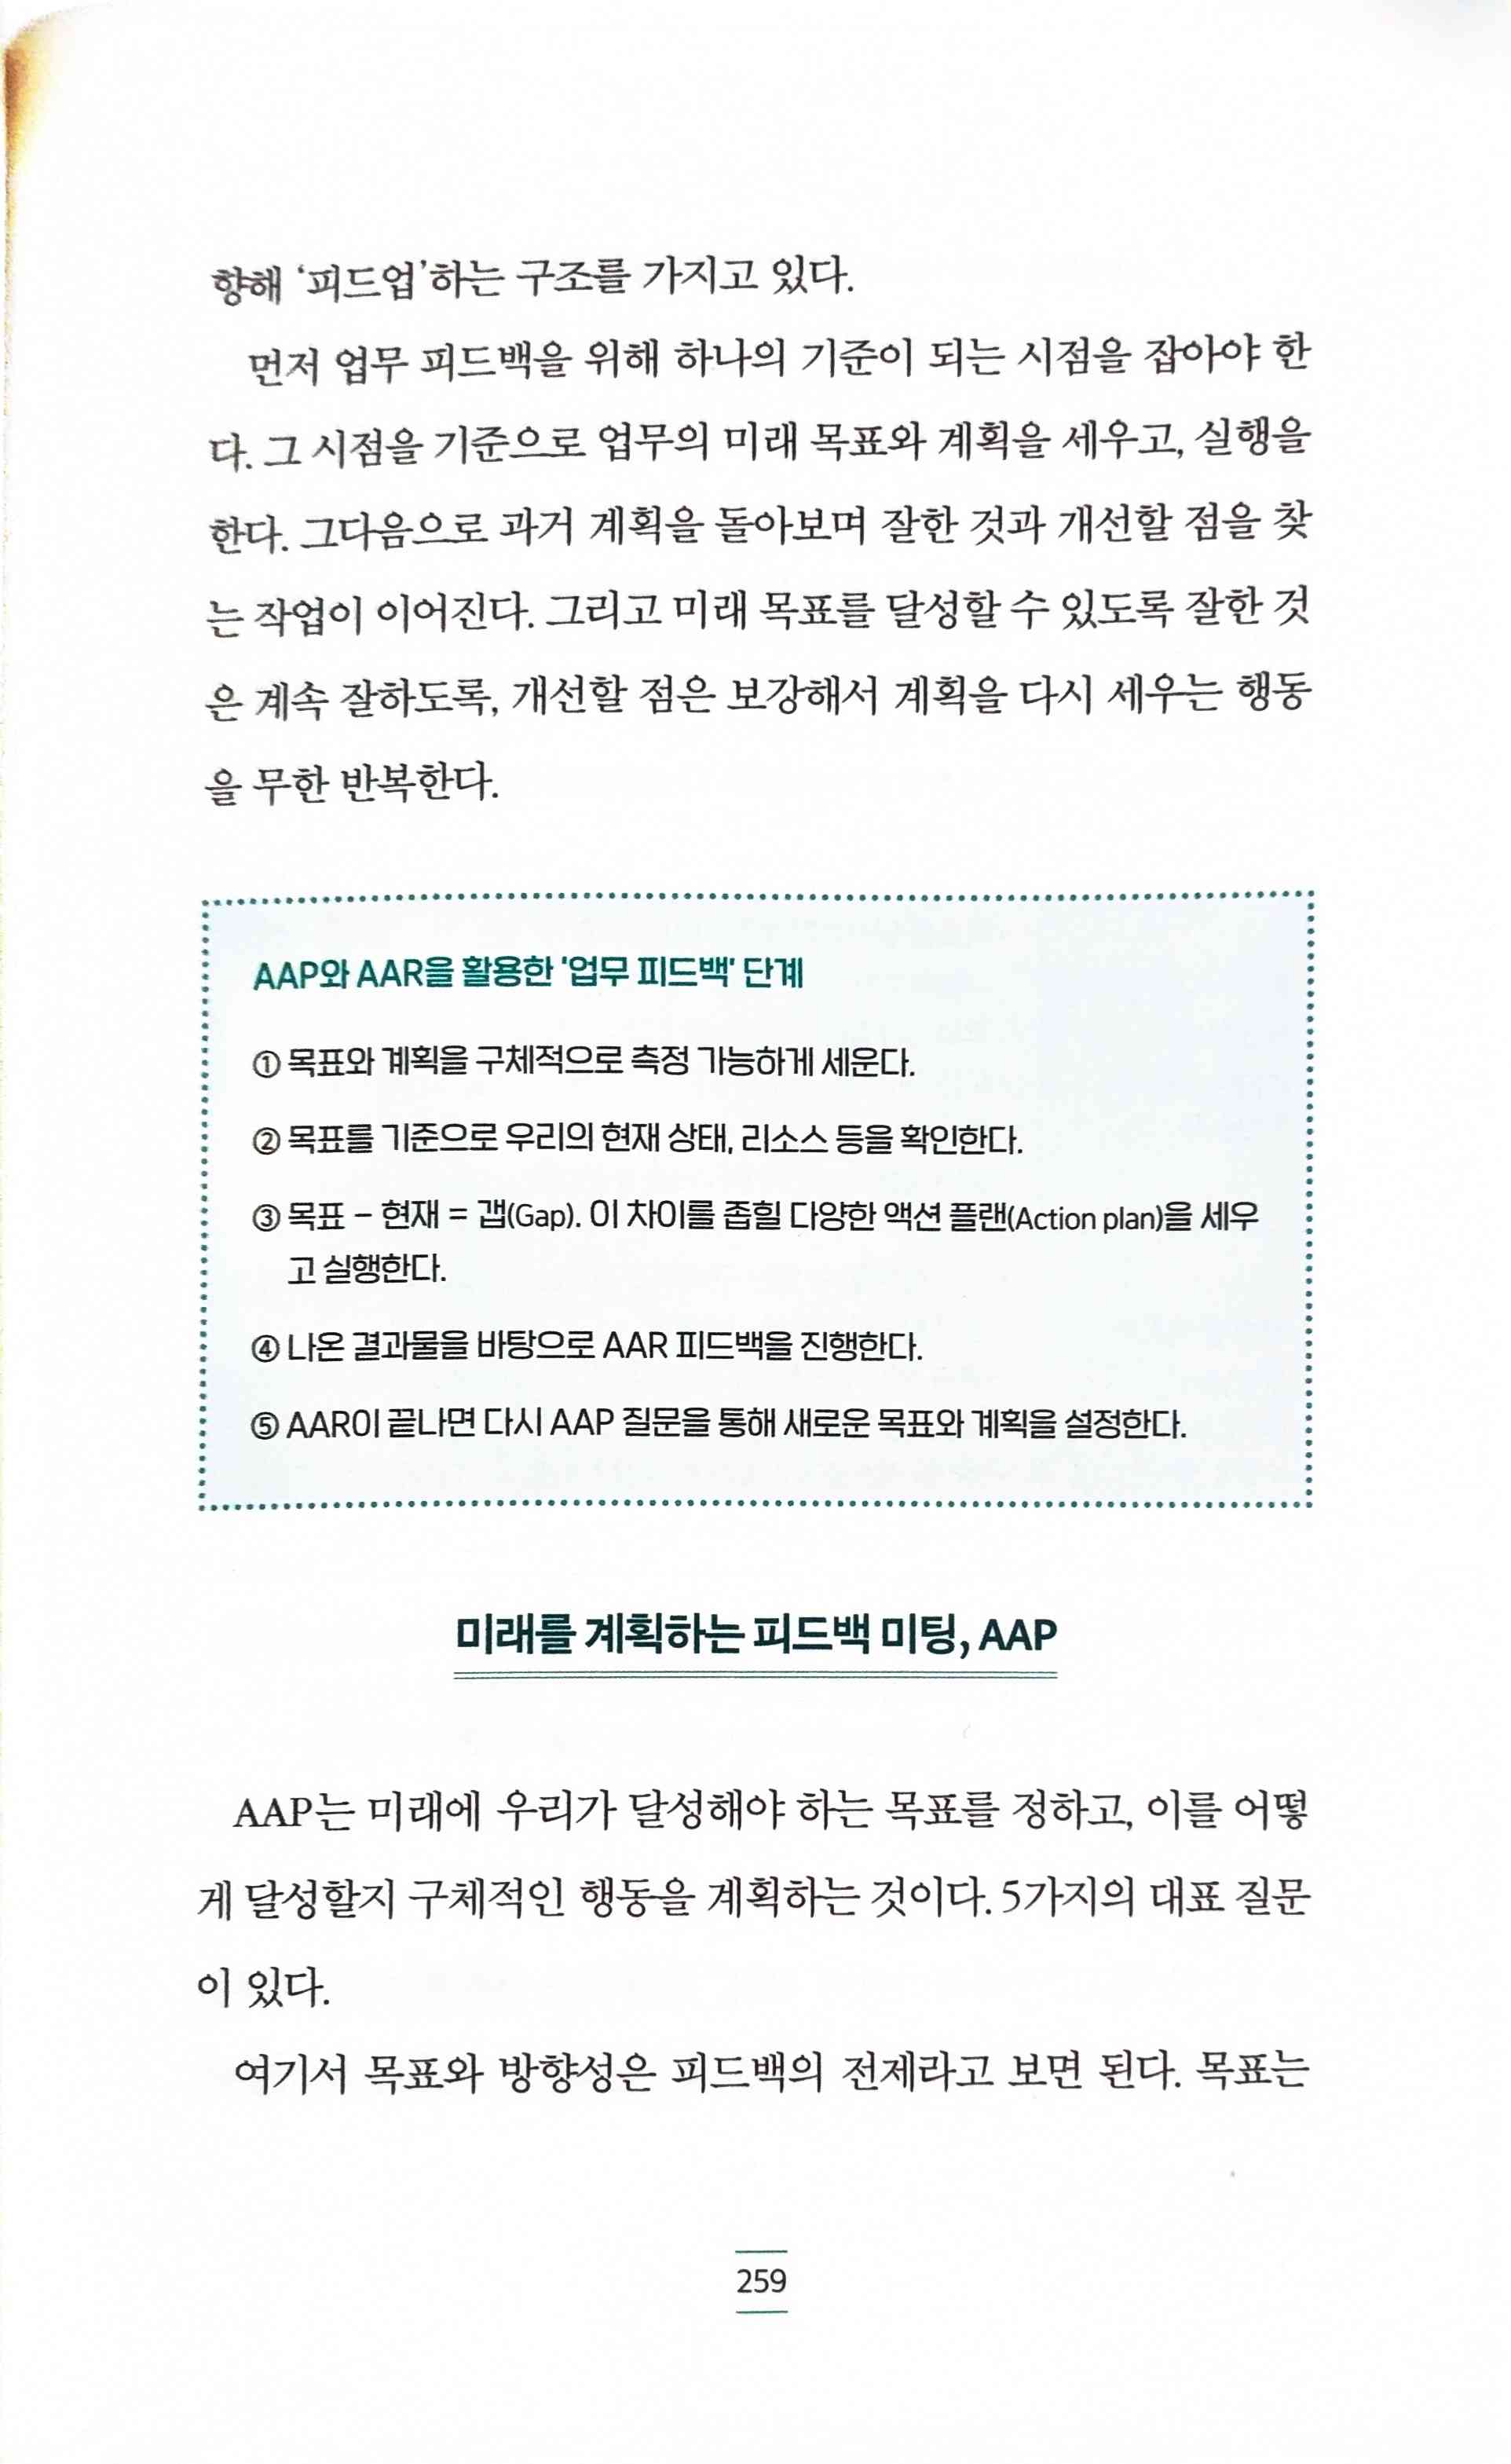 향해 ‘피드업’하는 구조를 가지고 있다.
먼저 업무 피드백을 위해 하나의 기준이 되는 시점을 잡아야 한
다. 그 시점을 기준으로 업무의 미래 목표와 계획을 세우고, 실행을
한다. 그다음으로 과거 계획을 돌아보며 잘한 것과 개선할 점을 찾
는 작업이 이어진다. 그리고 미래 목표를 달성할 수 있도록 잘한 것
은 계속 잘하도록, 개선할 점은 보강해서 계획을 다시 세우는 행동
을 무한 반복한다.
AAP와 AAR을 활용한 '업무 피드백' 단계
① 목표와 계획을 구체적으로 측정 가능하게 세운다.
② 목표를 기준으로 우리의 현재 상태, 리소스 등을 확인한다.
③ 목표 – 현재 = 갭(Gap). 이 차이를 좁힐 다양한 액션 플랜(Action plan)을 세우
고 실행한다.
④ 나온 결과물을 바탕으로 AAR 피드백을 진행한다.
⑤ AAR이 끝나면 다시 AAP 질문을 통해 새로운 목표와 계획을 설정한다.
미래를 계획하는 피드백 미팅, AAP
AAP는 미래에 우리가 달성해야 하는 목표를 정하고, 이를 어떻
게 달성할지 구체적인 행동을 계획하는 것이다. 5가지의 대표 질문
이 있다.
여기서 목표와 방향성은 피드백의 전제라고 보면 된다. 목표는
259